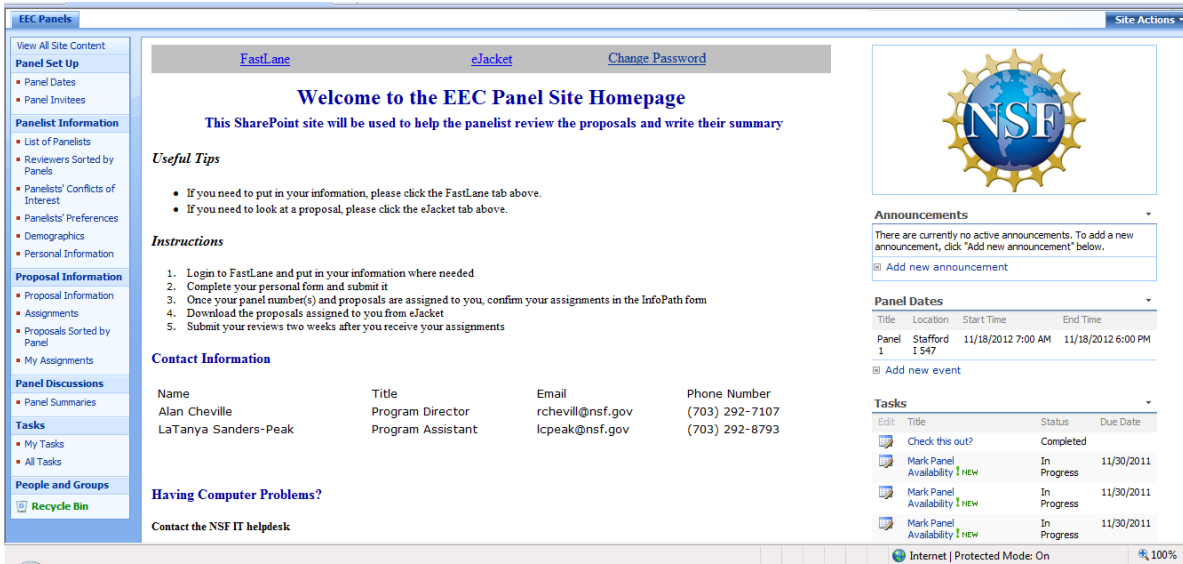 EEC Panels
Site Actions
View All Site Content
Panel Set Up
Panel Dates
Panel Invitees
Panelist Information
List of Panelists
Reviewers Sorted by
Panels
Panelists' Conflicts of
Interest
Panelists' Preferences
Demographics
Personal Information
Proposal Information
Proposal Information
Assignments
Proposals Sorted by
Panel
My Assignments
Panel Discussions
Panel Summaries
Tasks
My Tasks
All Tasks
People and Groups
Recycle Bin
FastLane eJacket Change Password
Welcome to the EEC Panel Site Homepage
This SharePoint site will be used to help the panelist review the proposals and write their summary
Useful Tips
• If you need to put in your information, please click the FastLane tab above.
• If you need to look at a proposal, please click the eJacket tab above.
Instructions
1. Login to FastLane and put in your information where needed
2. Complete your personal form and submit it
3. Once your panel number(s) and proposals are assigned to you, confirm your assignments in the InfoPath form
4. Download the proposals assigned to you from eJacket
5. Submit your reviews two weeks after you receive your assignments
Contact Information
Name Title Email Phone Number
Alan Cheville Program Director rchevill@nsf.gov (703) 292-7107
LaTanya Sanders-Peak Program Assistant lcpeak@nsf.gov (703) 292-8793
Having Computer Problems?
Contact the NSF IT helpdesk
NSF
Announcements
There are currently no active announcements. To add a new
announcement, click "Add new announcement" below.
Add new announcement
Panel Dates
Title Location Start Time End Time
Panel Stafford 11/18/2012 7:00 AM 11/18/2012 6:00 PM
1 I 547
Add new event
Tasks
Edit Title Status Due Date
Check this out? Completed
Mark Panel In 11/30/2011
Availability ! NEW Progress
Mark Panel In 11/30/2011
Availability ! NEW Progress
Mark Panel In 11/30/2011
Availability ! NEW Progress
Internet | Protected Mode: On 100%